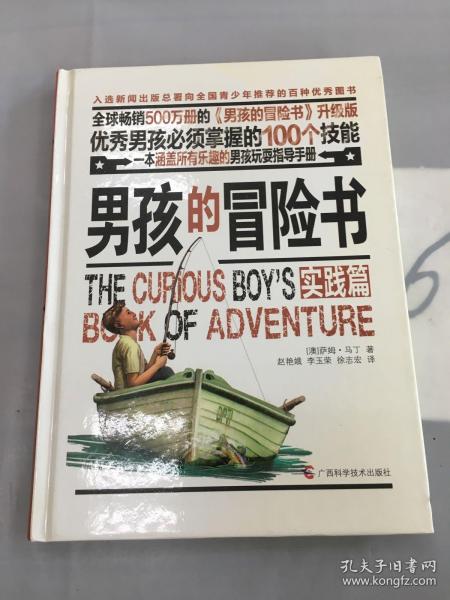 入选新闻出版总署向全国青少年推荐的百种优秀图书
全球畅销500万册的《男孩的冒险书》升级版
优秀男孩必须掌握的100个技能
一本涵盖所有乐趣的男孩玩耍指导手册
男孩的冒险书
THE CURIOUS BOY'S 实践篇
BOOK OF ADVENTURE
[澳]萨姆·马丁 著
赵艳娥 李玉荣 徐志宏 译
广西科学技术出版社
孔夫子旧书网
www.kongfz.com